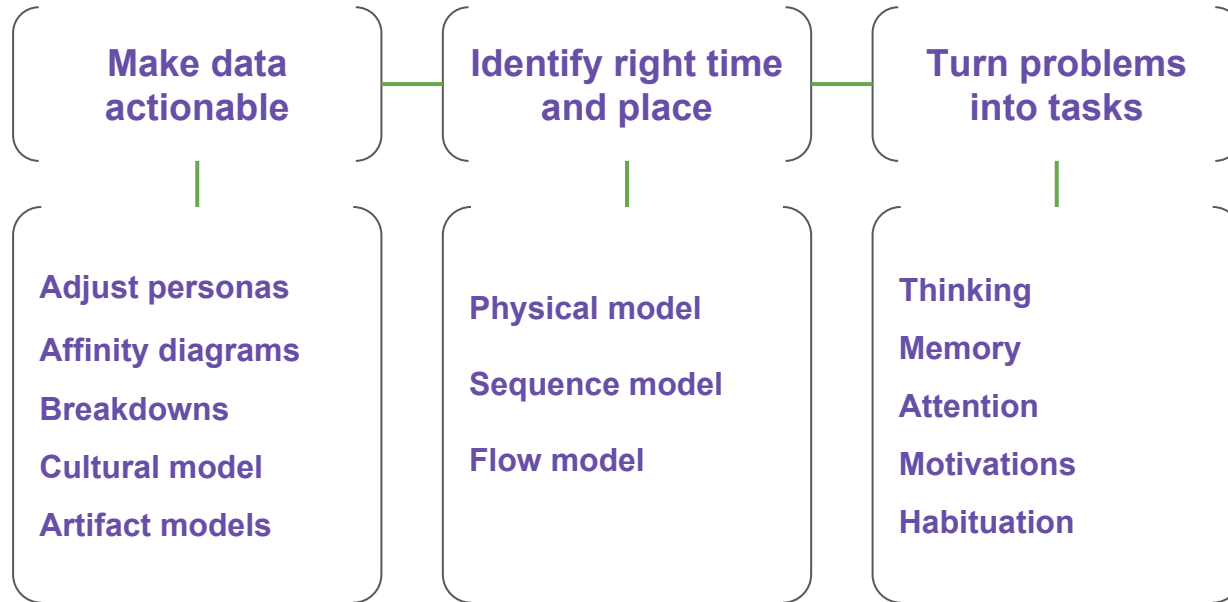 Make data
actionable
Identify right time
and place
Turn problems
into tasks
Adjust personas
Affinity diagrams
Breakdowns
Cultural model
Artifact models
Physical model
Sequence model
Flow model
Thinking
Memory
Attention
Motivations
Habituation